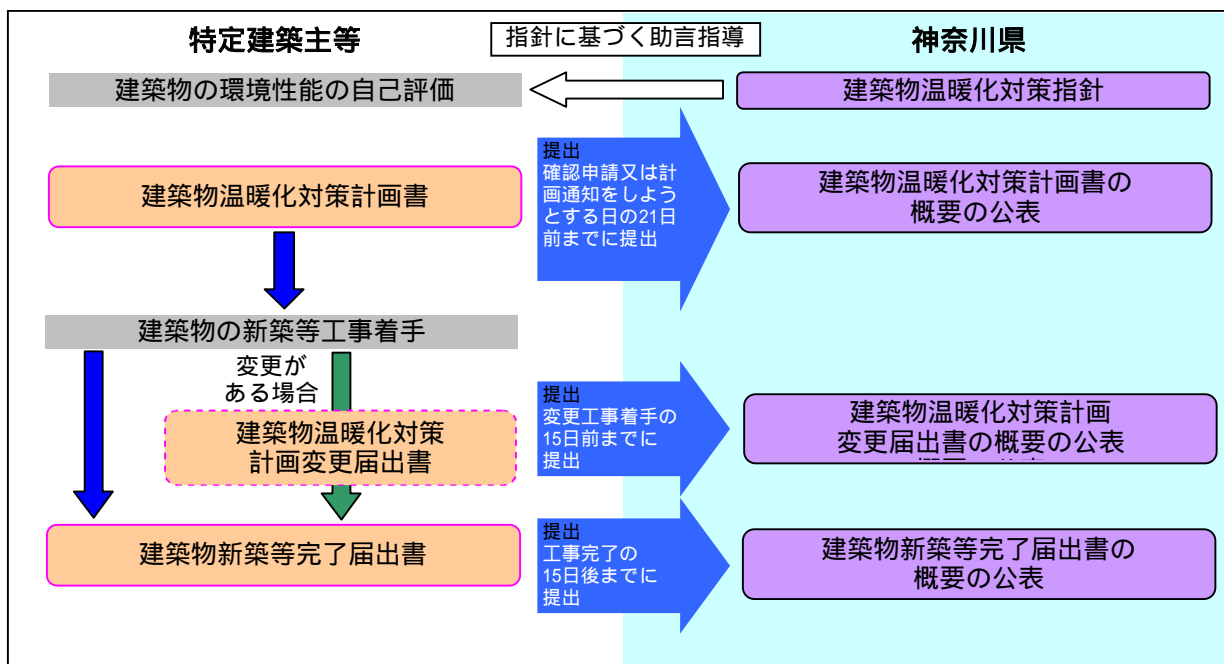 特定建築主等
指針に基づく助言指導
神奈川県
建築物の環境性能の自己評価
建築物温暖化対策指針
建築物温暖化対策計画書
提出
確認申請又は計
画通知をしよう
とする日の21日
前までに提出
建築物温暖化対策計画書の
概要の公表
建築物の新築等工事着手
変更が
ある場合
建築物温暖化対策
計画変更届出書
提出
変更工事着手の
15日前までに
提出
建築物温暖化対策計画
変更届出書の概要の公表
建築物新築等完了届出書
提出
工事完了の
15日後までに
提出
建築物新築等完了届出書の
概要の公表